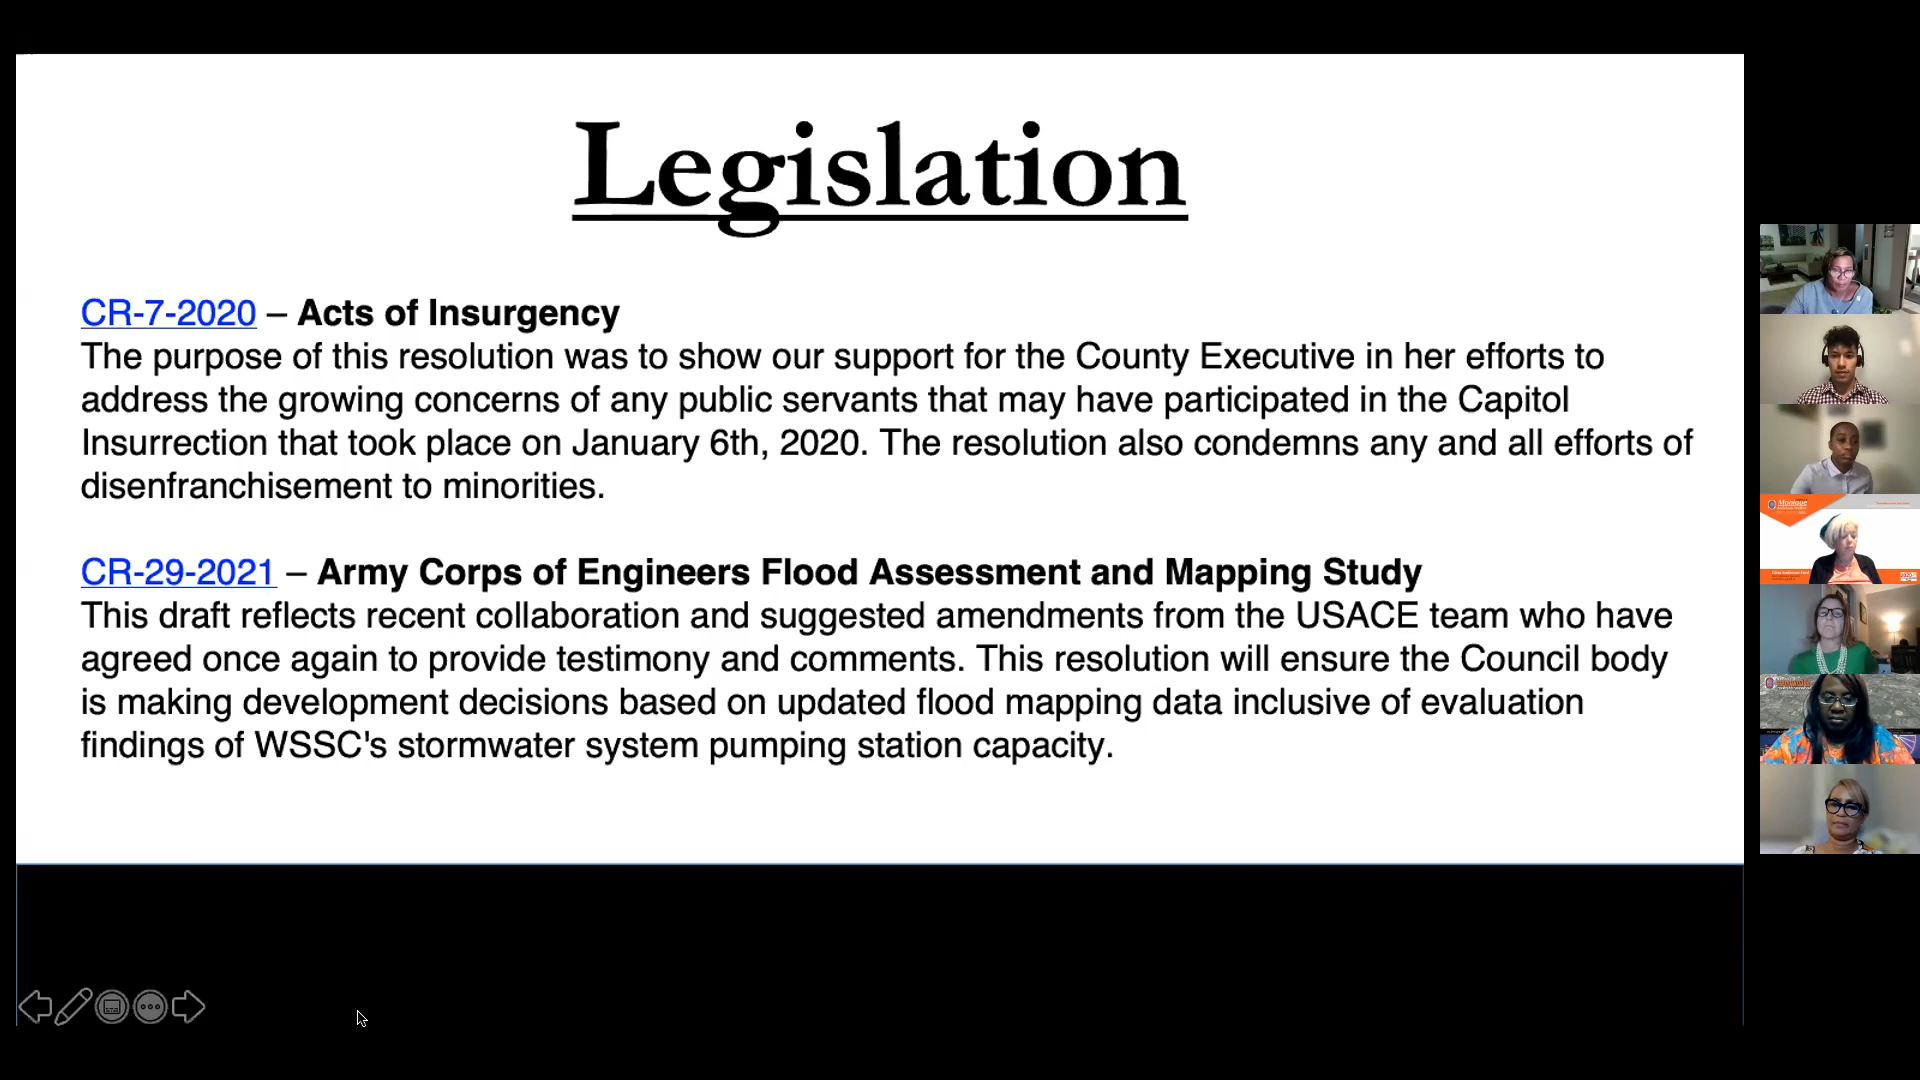 Legislation
CR-7-2020 – Acts of Insurgency
The purpose of this resolution was to show our support for the County Executive in her efforts to
address the growing concerns of any public servants that may have participated in the Capitol
Insurrection that took place on January 6th, 2020. The resolution also condemns any and all efforts of
disenfranchisement to minorities.
CR-29-2021 – Army Corps of Engineers Flood Assessment and Mapping Study
This draft reflects recent collaboration and suggested amendments from the USACE team who have
agreed once again to provide testimony and comments. This resolution will ensure the Council body
is making development decisions based on updated flood mapping data inclusive of evaluation
findings of WSSC's stormwater system pumping station capacity.
Monique